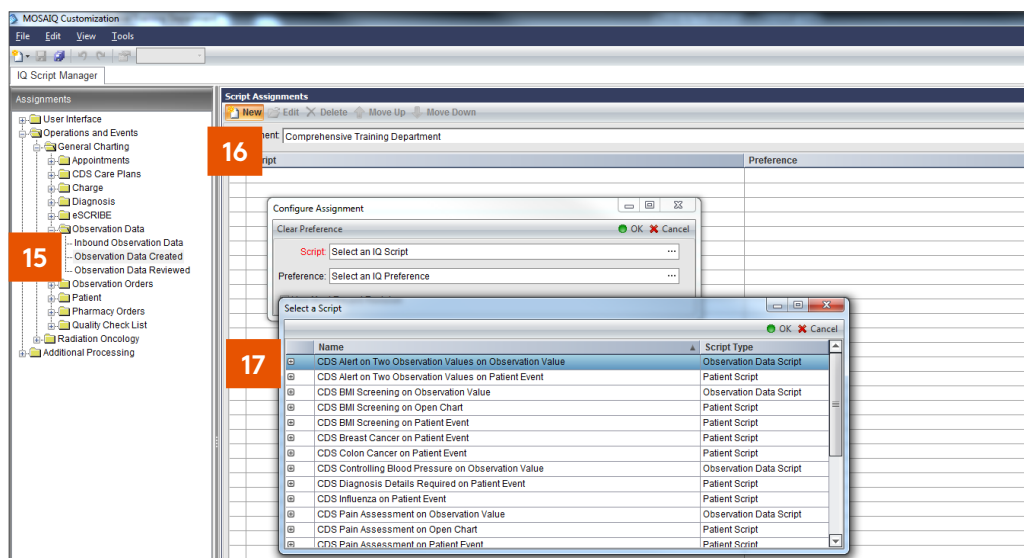 MOSAIQ Customization
File Edit View Tools
IQ Script Manager
Assignments
User Interface
Operations and Events
General Charting
Appointments
CDS Care Plans
Charge
Diagnosis
eSCRIBE
Observation Data
Inbound Observation Data
15
Observation Data Created
Observation Data Reviewed
Observation Orders
Patient
Pharmacy Orders
Quality Check List
Radiation Oncology
Additional Processing
Script Assignments
New Edit Delete Move Up Move Down
16
ent: Comprehensive Training Department
ript Preference
Configure Assignment
Clear Preference OK Cancel
Script: Select an IQ Script ...
Preference: Select an IQ Preference ...
Select a Script
OK Cancel
17
Name Script Type
CDS Alert on Two Observation Values on Observation Value Observation Data Script
CDS Alert on Two Observation Values on Patient Event Patient Script
CDS BMI Screening on Observation Value Observation Data Script
CDS BMI Screening on Open Chart Patient Script
CDS BMI Screening on Patient Event Patient Script
CDS Breast Cancer on Patient Event Patient Script
CDS Colon Cancer on Patient Event Patient Script
CDS Controlling Blood Pressure on Observation Value Observation Data Script
CDS Diagnosis Details Required on Patient Event Patient Script
CDS Influenza on Patient Event Patient Script
CDS Pain Assessment on Observation Value Observation Data Script
CDS Pain Assessment on Open Chart Patient Script
CDS Pain Assessment on Patient Event Patient Script